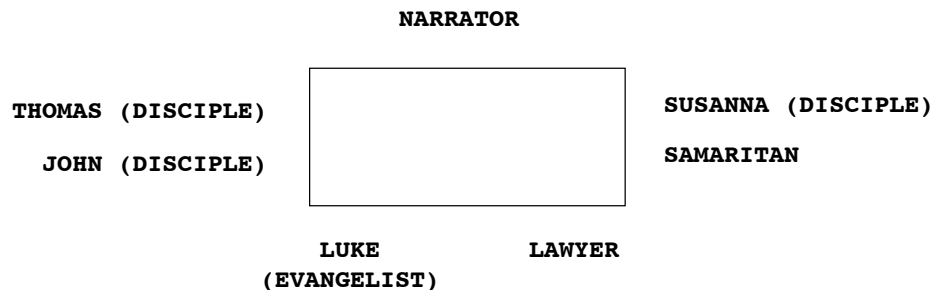 NARRATOR
THOMAS (DISCIPLE)
SUSANNA (DISCIPLE)
JOHN (DISCIPLE)
SAMARITAN
LUKE
(EVANGELIST)
LAWYER